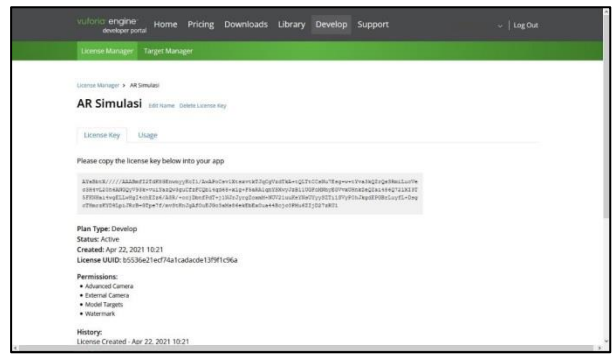 vuforia engine
developer portal
Home Pricing Downloads Library Develop Support
Log Out
License Manager Target Manager
License Manager > AR Simulasi
AR Simulasi Edit Name Delete License Key
License Key Usage
Please copy the license key below into your app
Plan Type: Develop
Status: Active
Created: Apr 22, 2021 10:21
License UUID: b5536e21ecf74a1cadacde13f9f1c96a
Permissions:
• Advanced Camera
• External Camera
• Model Targets
• Watermark
History:
License Created - Apr 22, 2021 10:21